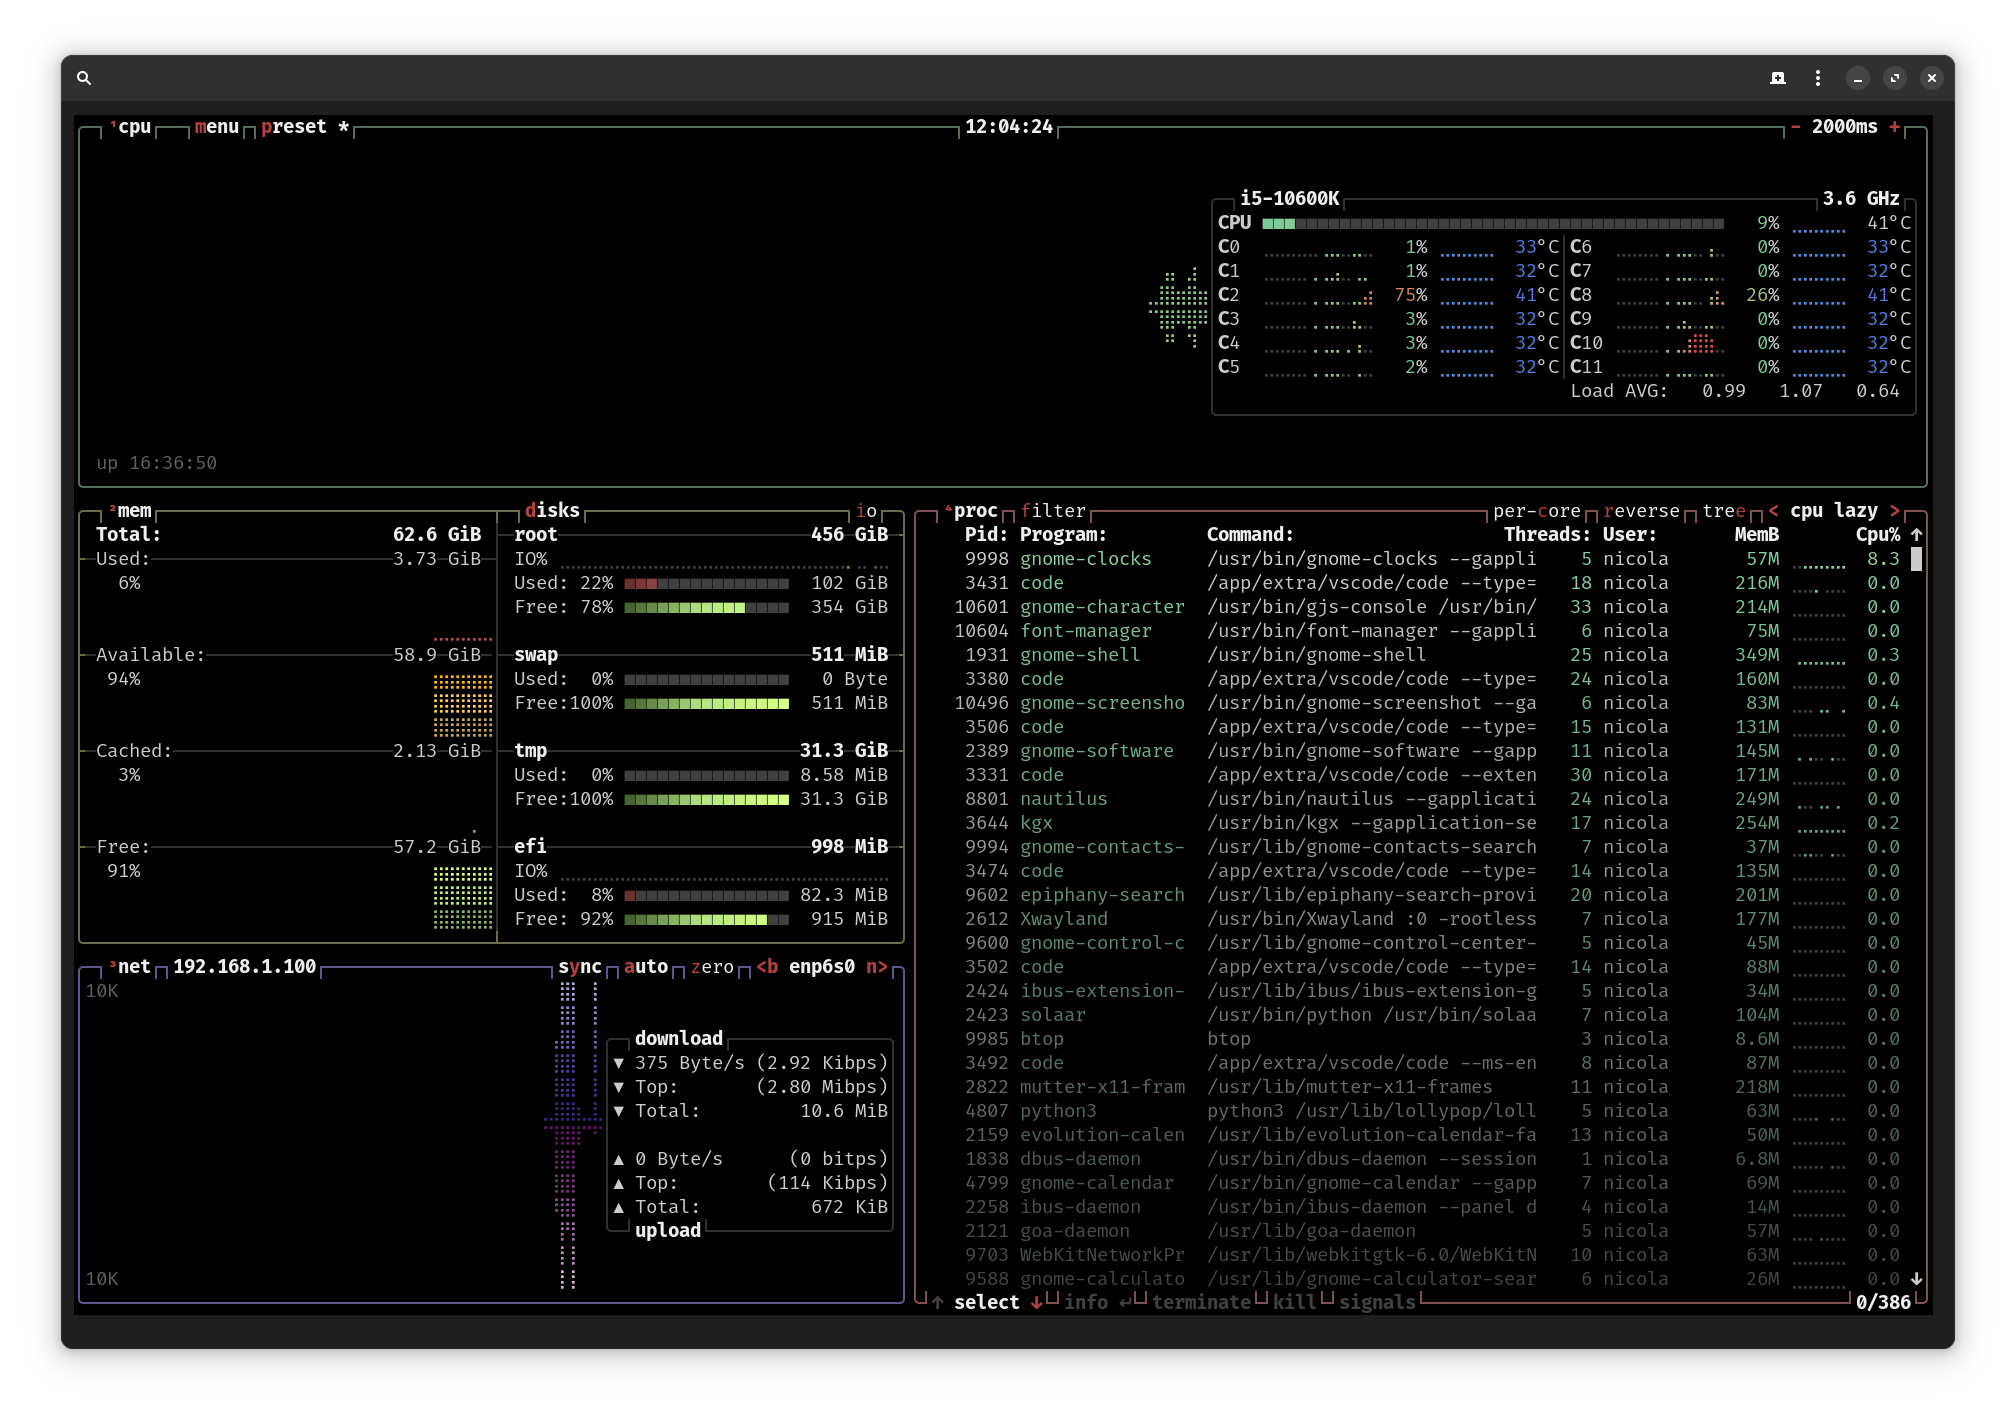 ¹cpu menu preset * 12:04:24 - 2000ms +
i5-10600K 3.6 GHz
CPU 9% 41°C
C0 1% 33°C C6 0% 33°C
C1 1% 32°C C7 0% 32°C
C2 75% 41°C C8 26% 41°C
C3 3% 32°C C9 0% 32°C
C4 3% 32°C C10 0% 32°C
C5 2% 32°C C11 0% 32°C
Load AVG: 0.99 1.07 0.64
up 16:36:50
²mem
Total: 62.6 GiB
Used: 3.73 GiB
6%
Available: 58.9 GiB
94%
Cached: 2.13 GiB
3%
Free: 57.2 GiB
91%
disks io
root 456 GiB
IO%
Used: 22% 102 GiB
Free: 78% 354 GiB
swap 511 MiB
Used: 0% 0 Byte
Free:100% 511 MiB
tmp 31.3 GiB
Used: 0% 8.58 MiB
Free:100% 31.3 GiB
efi 998 MiB
IO%
Used: 8% 82.3 MiB
Free: 92% 915 MiB
³net 192.168.1.100 sync auto zero <b enp6s0 n>
10K
download
▼ 375 Byte/s (2.92 Kibps)
▼ Top: (2.80 Mibps)
▼ Total: 10.6 MiB
▲ 0 Byte/s (0 bitps)
▲ Top: (114 Kibps)
▲ Total: 672 KiB
upload
10K
⁴proc filter per-core reverse tree < cpu lazy >
Pid: Program: Command: Threads: User: MemB Cpu% ↑
9998 gnome-clocks /usr/bin/gnome-clocks --gappli 5 nicola 57M 8.3
3431 code /app/extra/vscode/code --type= 18 nicola 216M 0.0
10601 gnome-character /usr/bin/gjs-console /usr/bin/ 33 nicola 214M 0.0
10604 font-manager /usr/bin/font-manager --gappli 6 nicola 75M 0.0
1931 gnome-shell /usr/bin/gnome-shell 25 nicola 349M 0.3
3380 code /app/extra/vscode/code --type= 24 nicola 160M 0.0
10496 gnome-screensho /usr/bin/gnome-screenshot --ga 6 nicola 83M 0.4
3506 code /app/extra/vscode/code --type= 15 nicola 131M 0.0
2389 gnome-software /usr/bin/gnome-software --gapp 11 nicola 145M 0.0
3331 code /app/extra/vscode/code --exten 30 nicola 171M 0.0
8801 nautilus /usr/bin/nautilus --gapplicati 24 nicola 249M 0.0
3644 kgx /usr/bin/kgx --gapplication-se 17 nicola 254M 0.2
9994 gnome-contacts- /usr/lib/gnome-contacts-search 7 nicola 37M 0.0
3474 code /app/extra/vscode/code --type= 14 nicola 135M 0.0
9602 epiphany-search /usr/lib/epiphany-search-provi 20 nicola 201M 0.0
2612 Xwayland /usr/bin/Xwayland :0 -rootless 7 nicola 177M 0.0
9600 gnome-control-c /usr/lib/gnome-control-center- 5 nicola 45M 0.0
3502 code /app/extra/vscode/code --type= 14 nicola 88M 0.0
2424 ibus-extension- /usr/lib/ibus/ibus-extension-g 5 nicola 34M 0.0
2423 solaar /usr/bin/python /usr/bin/solaa 7 nicola 104M 0.0
9985 btop btop 3 nicola 8.6M 0.0
3492 code /app/extra/vscode/code --ms-en 8 nicola 87M 0.0
2822 mutter-x11-fram /usr/lib/mutter-x11-frames 11 nicola 218M 0.0
4807 python3 python3 /usr/lib/lollypop/loll 5 nicola 63M 0.0
2159 evolution-calen /usr/lib/evolution-calendar-fa 13 nicola 50M 0.0
1838 dbus-daemon /usr/bin/dbus-daemon --session 1 nicola 6.8M 0.0
4799 gnome-calendar /usr/bin/gnome-calendar --gapp 7 nicola 69M 0.0
2258 ibus-daemon /usr/bin/ibus-daemon --panel d 4 nicola 14M 0.0
2121 goa-daemon /usr/lib/goa-daemon 5 nicola 57M 0.0
9703 WebKitNetworkPr /usr/lib/webkitgtk-6.0/WebKitN 10 nicola 63M 0.0
9588 gnome-calculato /usr/lib/gnome-calculator-sear 6 nicola 26M 0.0 ↓
↑ select ↓ info ↵ terminate kill signals 0/386